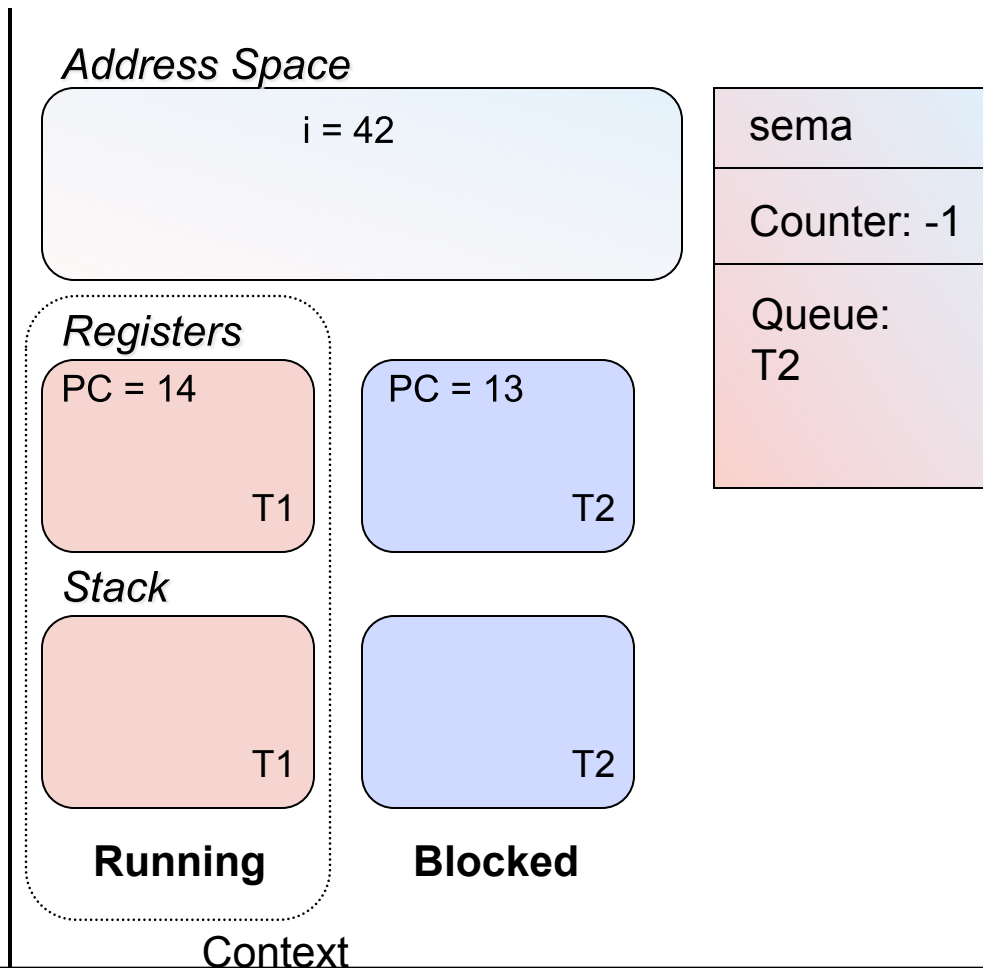 Address Space
i = 42
sema
Counter: -1
Queue:
T2
Registers
PC = 14
T1
PC = 13
T2
Stack
T1
T2
Running
Blocked
Context